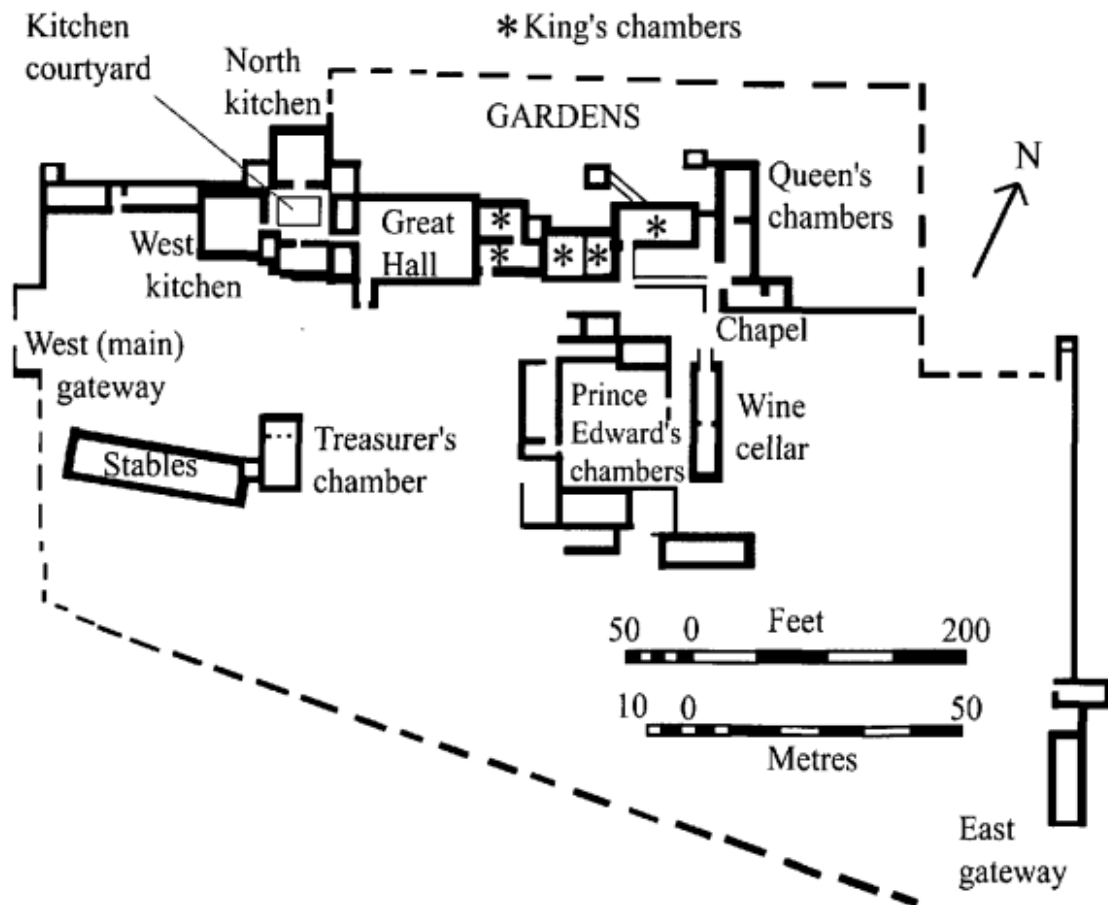 Kitchen
courtyard
North
kitchen
* King's chambers
GARDENS
N
Queen's
chambers
Great
Hall
*
*
* *
*
West
kitchen
West (main)
gateway
Chapel
Stables
Treasurer's
chamber
Prince
Edward's
chambers
Wine
cellar
50 0 Feet 200
10 0 50
Metres
East
gateway